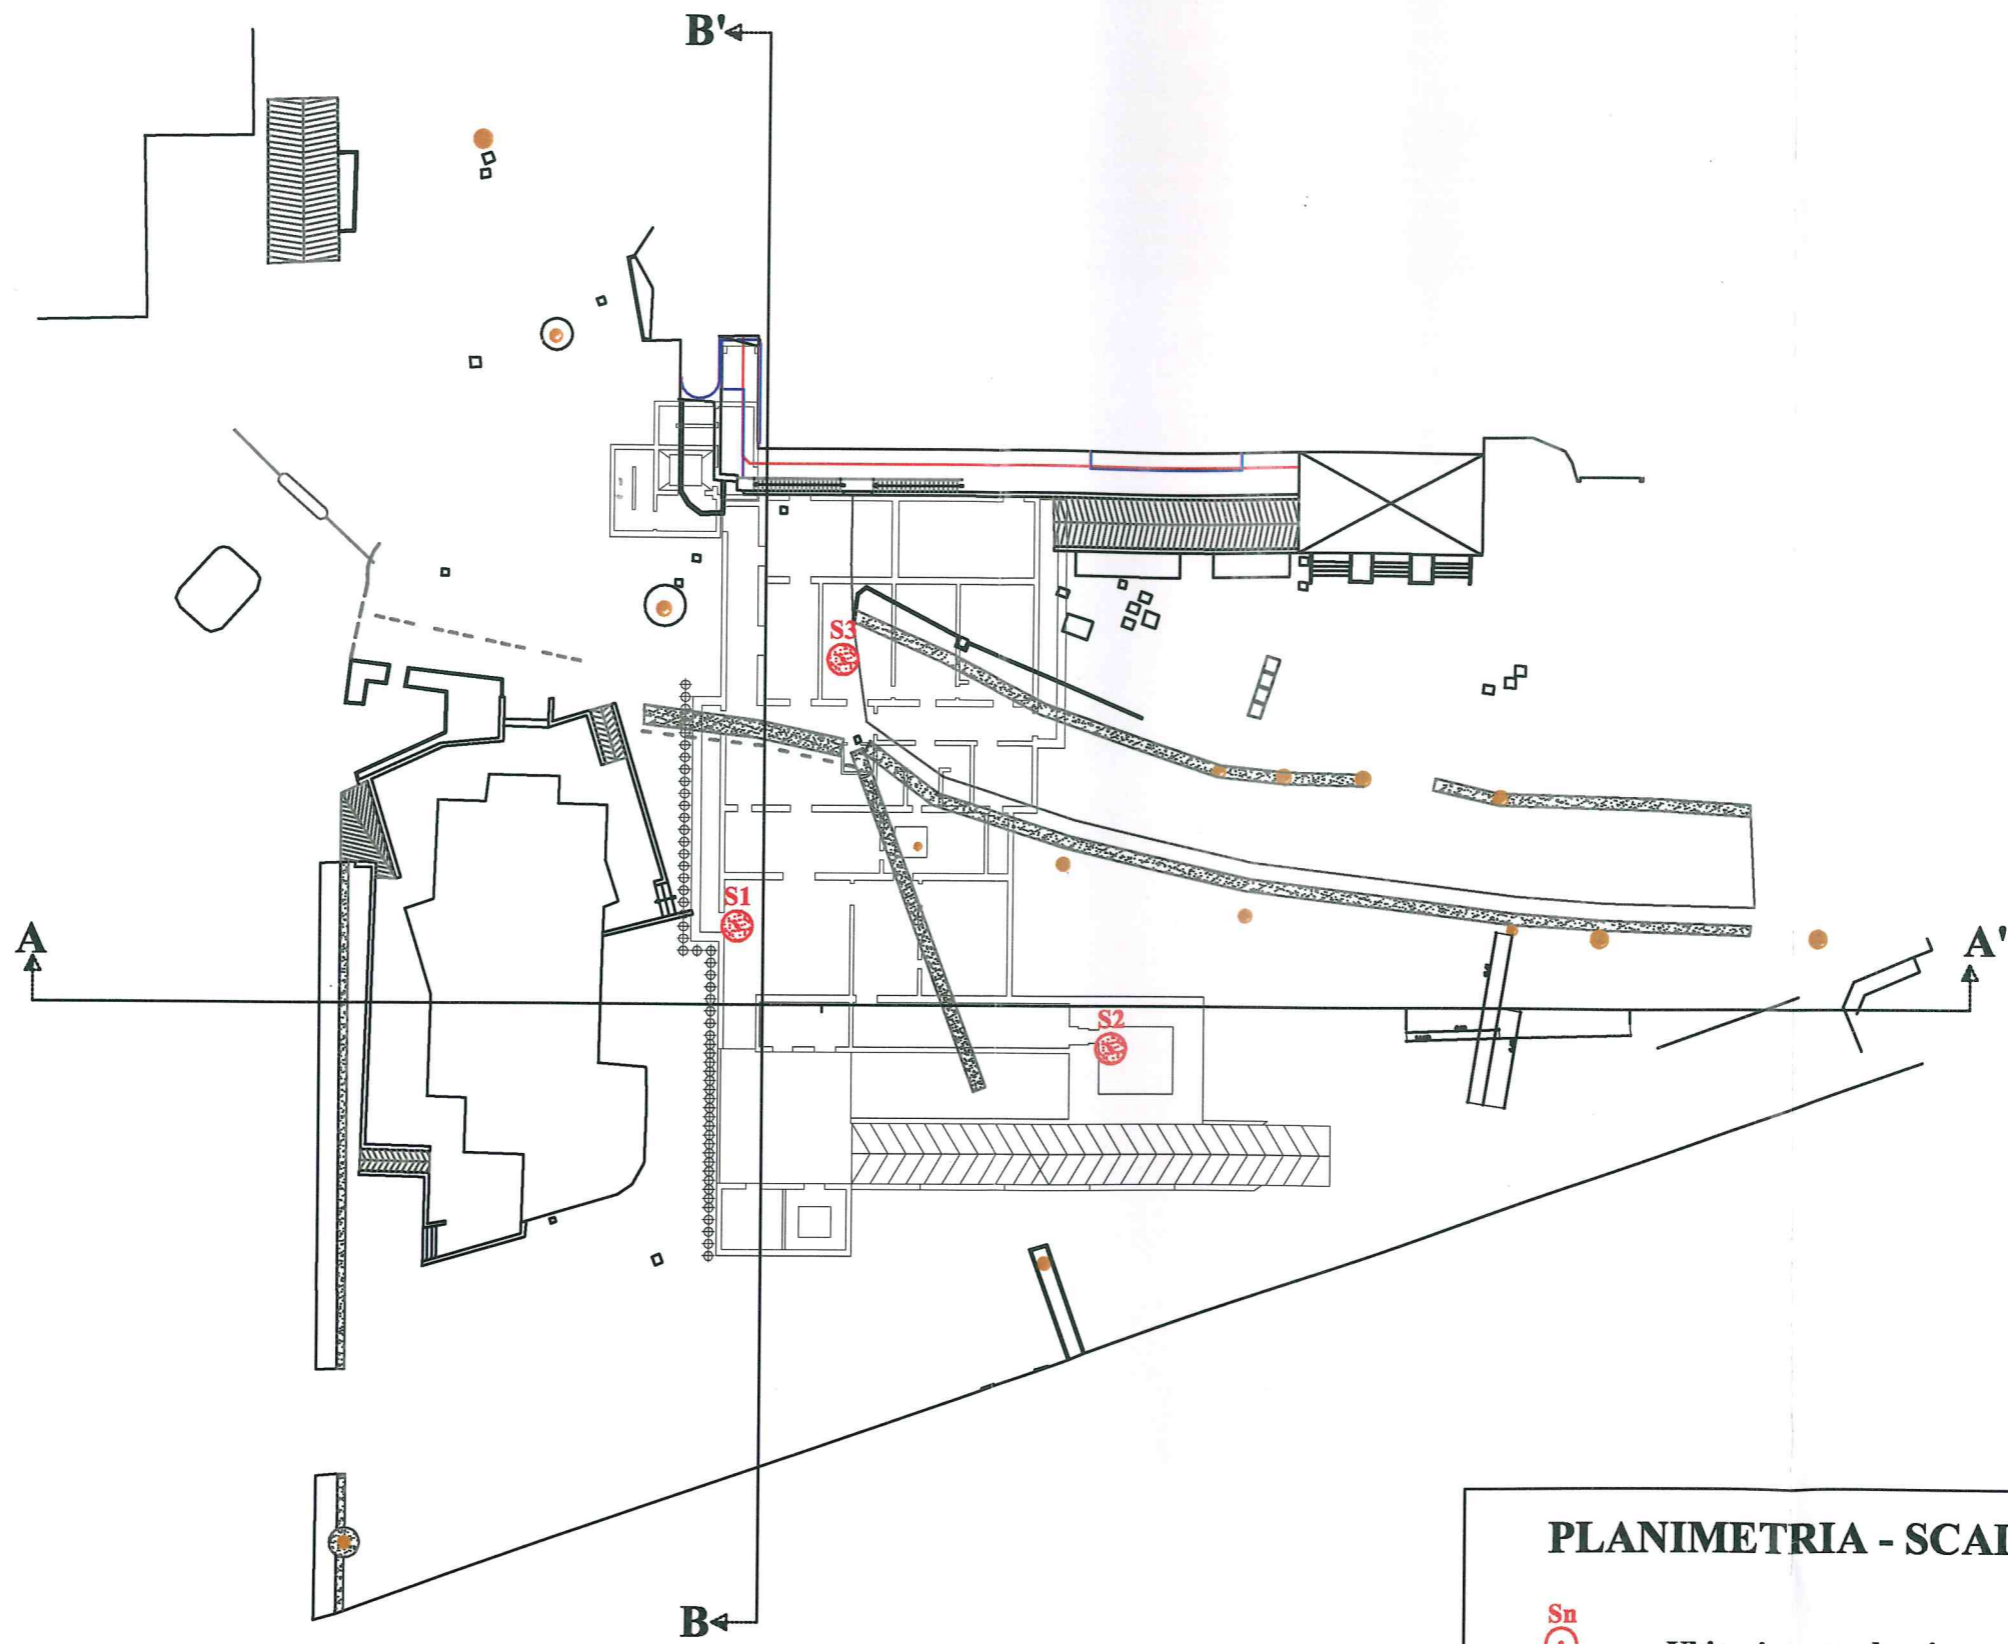 B'
S3
S1
A
A'
S2
PLANIMETRIA - SCAL
B
Sn